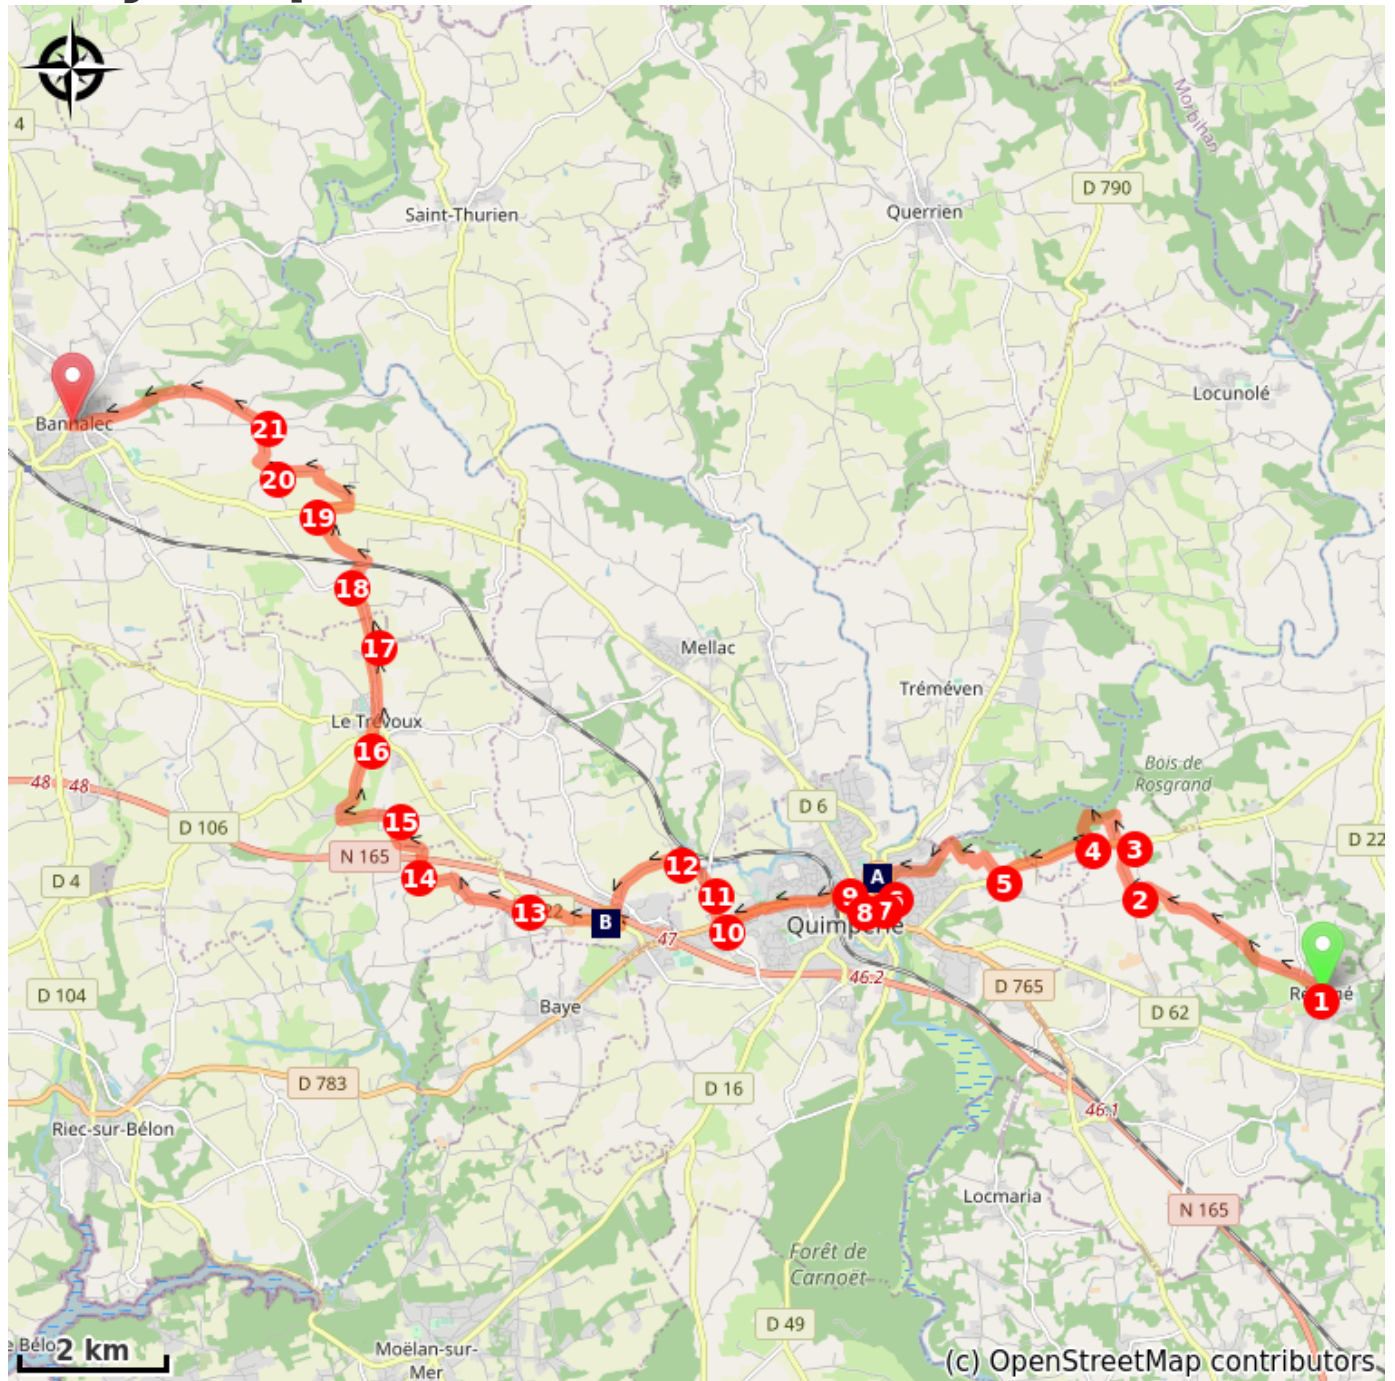 4
Morbihan
D 790
Saint-Thurien
Querrien
Locunolé
Bannalec
21
20
19
18
17
Mellac
Tréméven
Le Trévoux
16
Bois de
Rosgrand
48
48
D 6
D 106
15
D 22
N 165
14
12
4
3
D 4
11
A
5
2
9
6
8
7
13
22
B
10
Quimperlé
47
46.2
D 104
Baye
D 765
D 62
1
D 783
D 16
46.1
Riec-sur-Bélon
Locmaria
N 165
Forêt de
Carnoët
D 49
Moëlan-sur-
Mer
2 km
(c) OpenStreetMap contributors